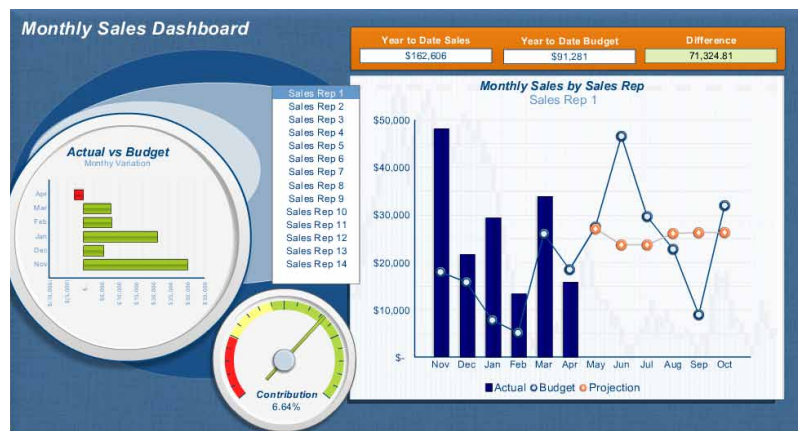 Monthly Sales Dashboard
Year to Date Sales
Year to Date Budget
Difference
$162,606
$91,281
71,324.81
Monthly Sales by Sales Rep
Sales Rep 1
Sales Rep 1
Sales Rep 2
Sales Rep 3
Sales Rep 4
Sales Rep 5
Sales Rep 6
Sales Rep 7
Sales Rep 8
Sales Rep 9
Sales Rep 10
Sales Rep 11
Sales Rep 12
Sales Rep 13
Sales Rep 14
Actual vs Budget
Monthy Variation
Apr
Mar
Feb
Jan
Dec
Nov
$50,000
$40,000
$30,000
$20,000
$10,000
$-
Nov Dec Jan Feb Mar Apr May Jun Jul Aug Sep Oct
Actual Budget Projection
Contribution
6.64%